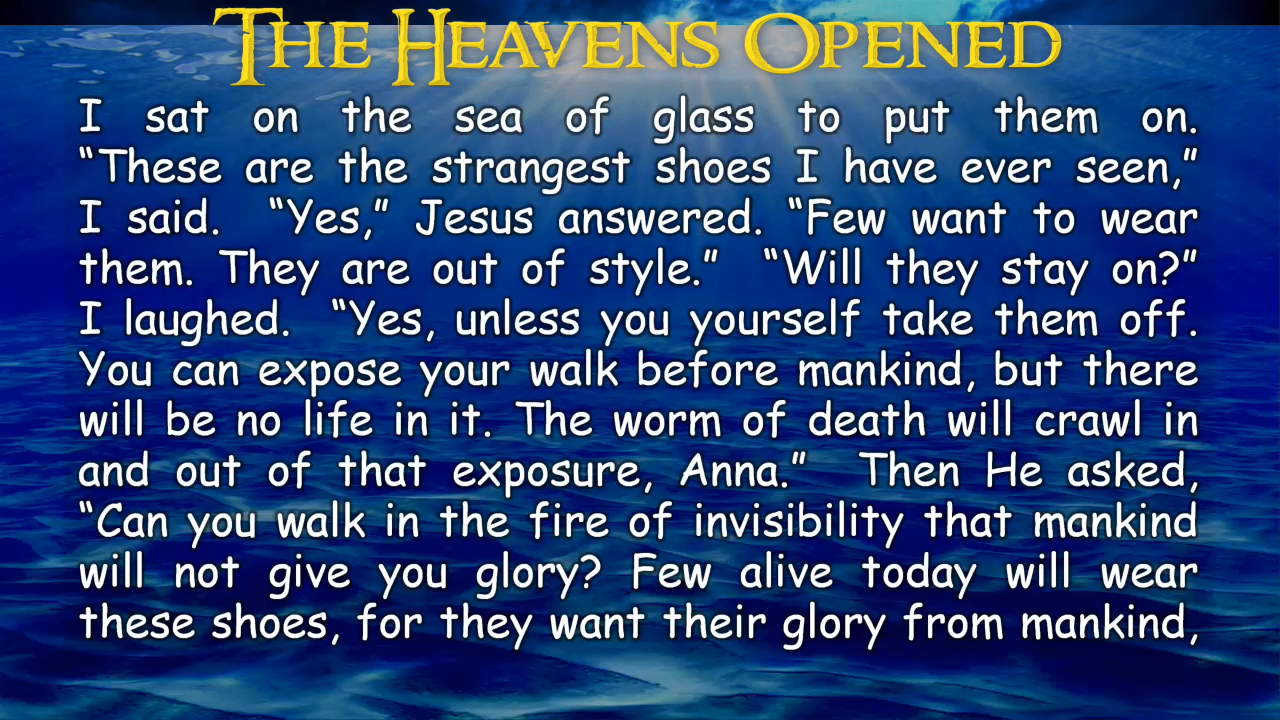 The Heavens Opened
I sat on the sea of glass to put them on.
“These are the strangest shoes I have ever seen,”
I said. “Yes,” Jesus answered. “Few want to wear
them. They are out of style.” “Will they stay on?”
I laughed. “Yes, unless you yourself take them off.
You can expose your walk before mankind, but there
will be no life in it. The worm of death will crawl in
and out of that exposure, Anna.” Then He asked,
“Can you walk in the fire of invisibility that mankind
will not give you glory? Few alive today will wear
these shoes, for they want their glory from mankind,